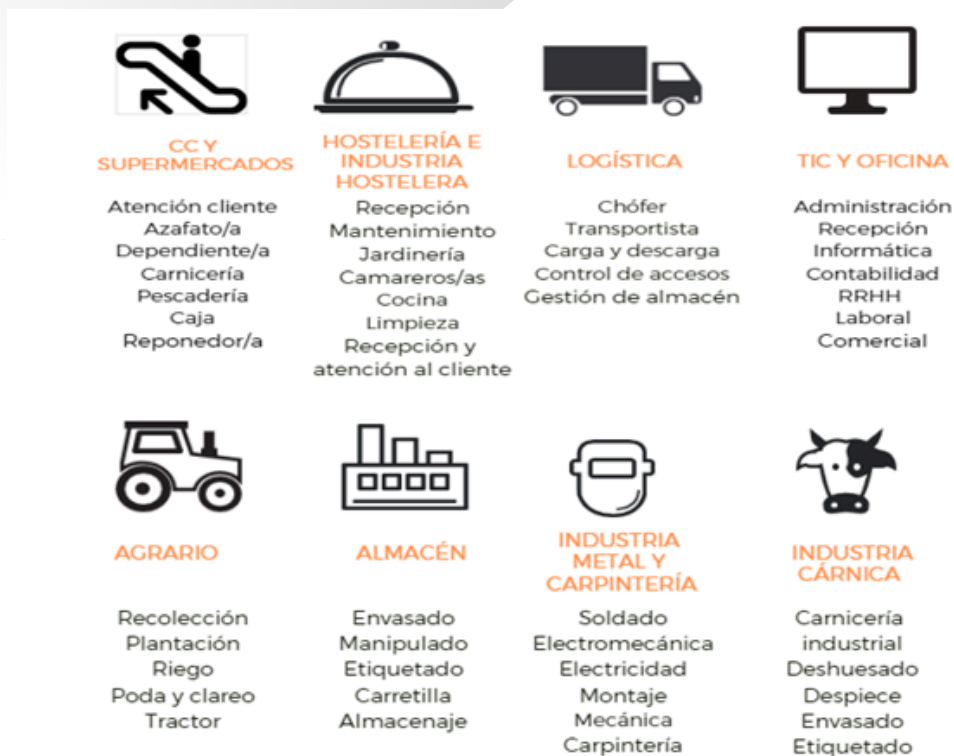 CC Y
SUPERMERCADOS
Atención cliente
Azafato/a
Dependiente/a
Carnicería
Pescadería
Caja
Reponedor/a
HOSTELERÍA E
INDUSTRIA
HOSTELERA
Recepción
Mantenimiento
Jardinería
Camareros/as
Cocina
Limpieza
Recepción y
atención al cliente
LOGÍSTICA
Chófer
Transportista
Carga y descarga
Control de accesos
Gestión de almacén
TIC Y OFICINA
Administración
Recepción
Informática
Contabilidad
RRHH
Laboral
Comercial
AGRARIO
Recolección
Plantación
Riego
Poda y clareo
Tractor
ALMACÉN
Envasado
Manipulado
Etiquetado
Carretilla
Almacenaje
INDUSTRIA
METAL Y
CARPINTERÍA
Soldado
Electromecánica
Electricidad
Montaje
Mecánica
Carpintería
INDUSTRIA
CÁRNICA
Carnicería
industrial
Deshuesado
Despiece
Envasado
Etiquetado